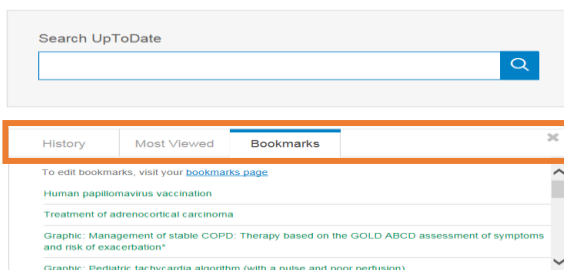 Search UpToDate
History Most Viewed Bookmarks
To edit bookmarks, visit your bookmarks page
Human papillomavirus vaccination
Treatment of adrenocortical carcinoma
Graphic: Management of stable COPD: Therapy based on the GOLD ABCD assessment of symptoms
and risk of exacerbation*
Graphic: Pediatric tachycardia algorithm (with a pulse and poor perfusion)